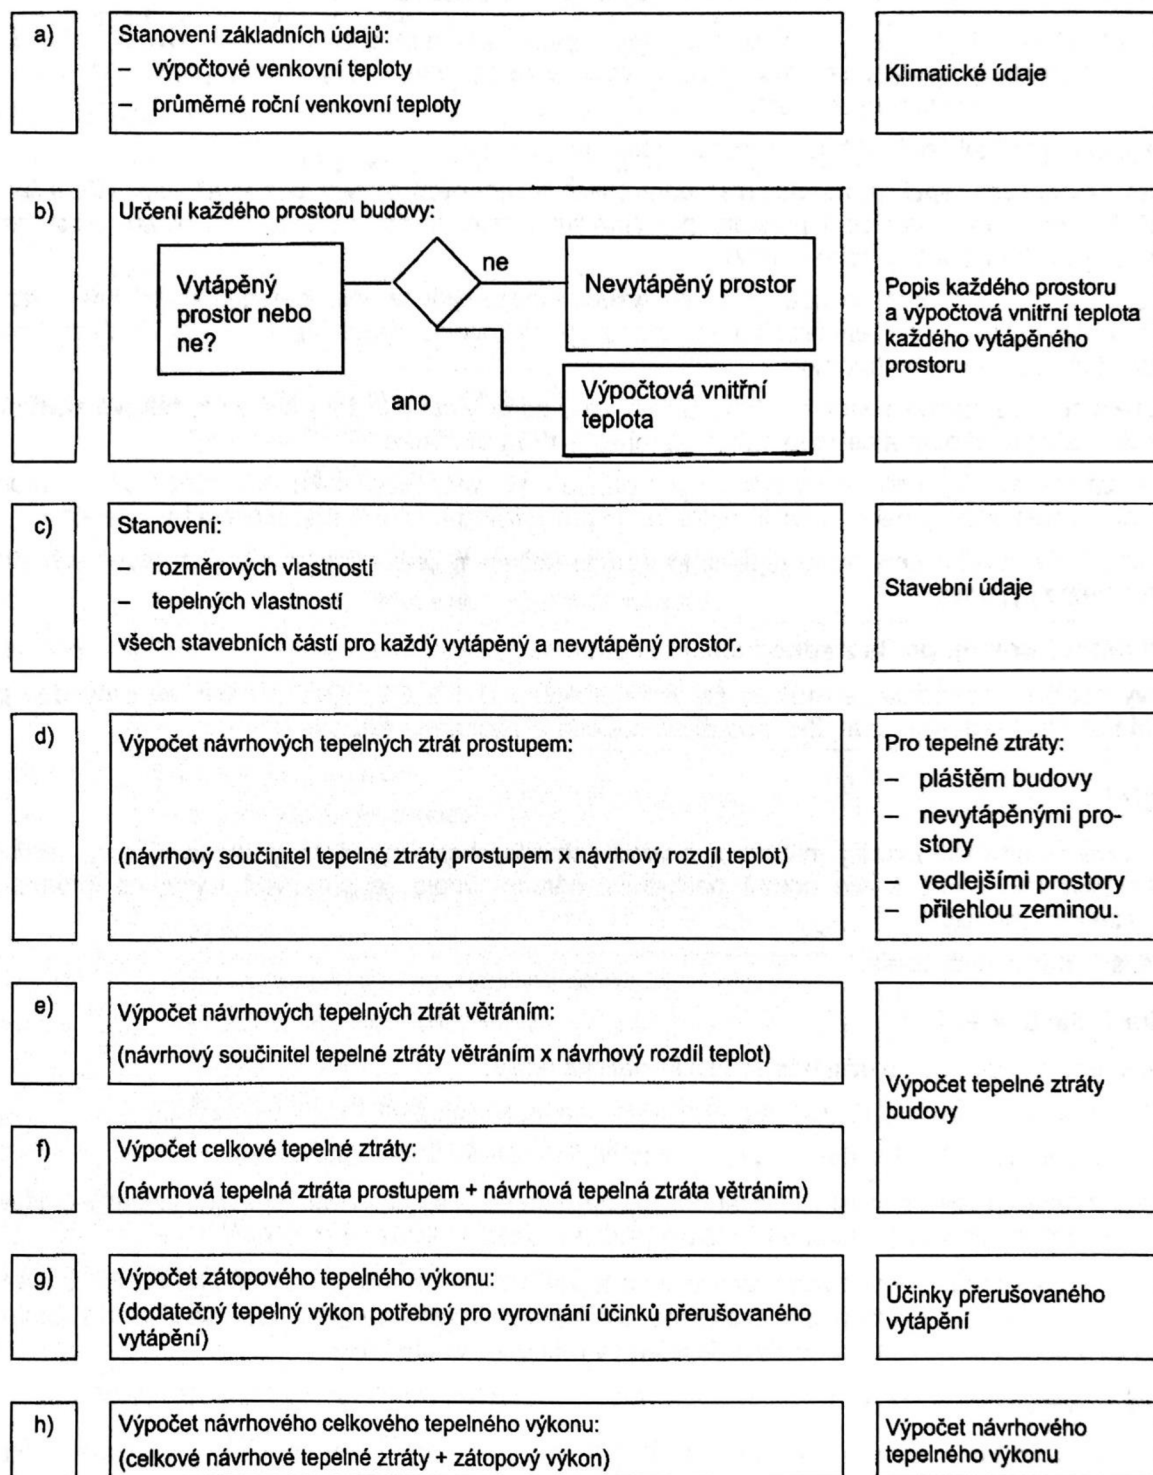 a)
Stanovení základních údajů:
– výpočtové venkovní teploty
– průměrné roční venkovní teploty
Klimatické údaje
b)
Určení každého prostoru budovy:
Vytápěný
prostor nebo
ne?
ne
Nevytápěný prostor
ano
Výpočtová vnitřní
teplota
Popis každého prostoru
a výpočtová vnitřní teplota
každého vytápěného
prostoru
c)
Stanovení:
– rozměrových vlastností
– tepelných vlastností
všech stavebních částí pro každý vytápěný a nevytápěný prostor.
Stavební údaje
d)
Výpočet návrhových tepelných ztrát prostupem:
(návrhový součinitel tepelné ztráty prostupem x návrhový rozdíl teplot)
Pro tepelné ztráty:
– pláštěm budovy
– nevytápěnými pro-
story
– vedlejšími prostory
– přilehlou zeminou.
e)
Výpočet návrhových tepelných ztrát větráním:
(návrhový součinitel tepelné ztráty větráním x návrhový rozdíl teplot)
Výpočet tepelné ztráty
budovy
f)
Výpočet celkové tepelné ztráty:
(návrhová tepelná ztráta prostupem + návrhová tepelná ztráta větráním)
g)
Výpočet zátopového tepelného výkonu:
(dodatečný tepelný výkon potřebný pro vyrovnání účinků přerušovaného
vytápění)
Účinky přerušovaného
vytápění
h)
Výpočet návrhového celkového tepelného výkonu:
(celkové návrhové tepelné ztráty + zátopový výkon)
Výpočet návrhového
tepelného výkonu